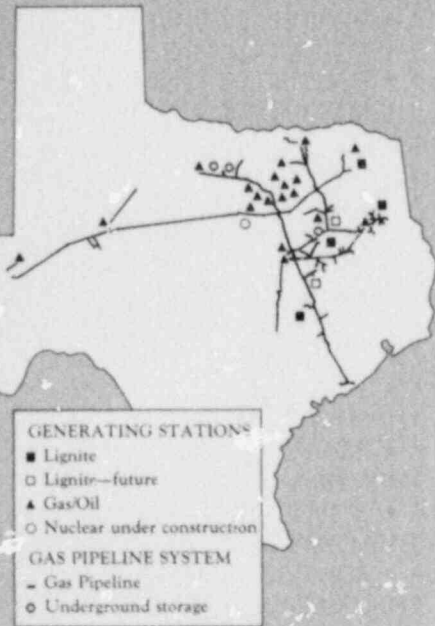 GENERATING STATIONS
Lignite
Lignite—future
Gas/Oil
Nuclear under construction
GAS PIPELINE SYSTEM
Gas Pipeline
Underground storage